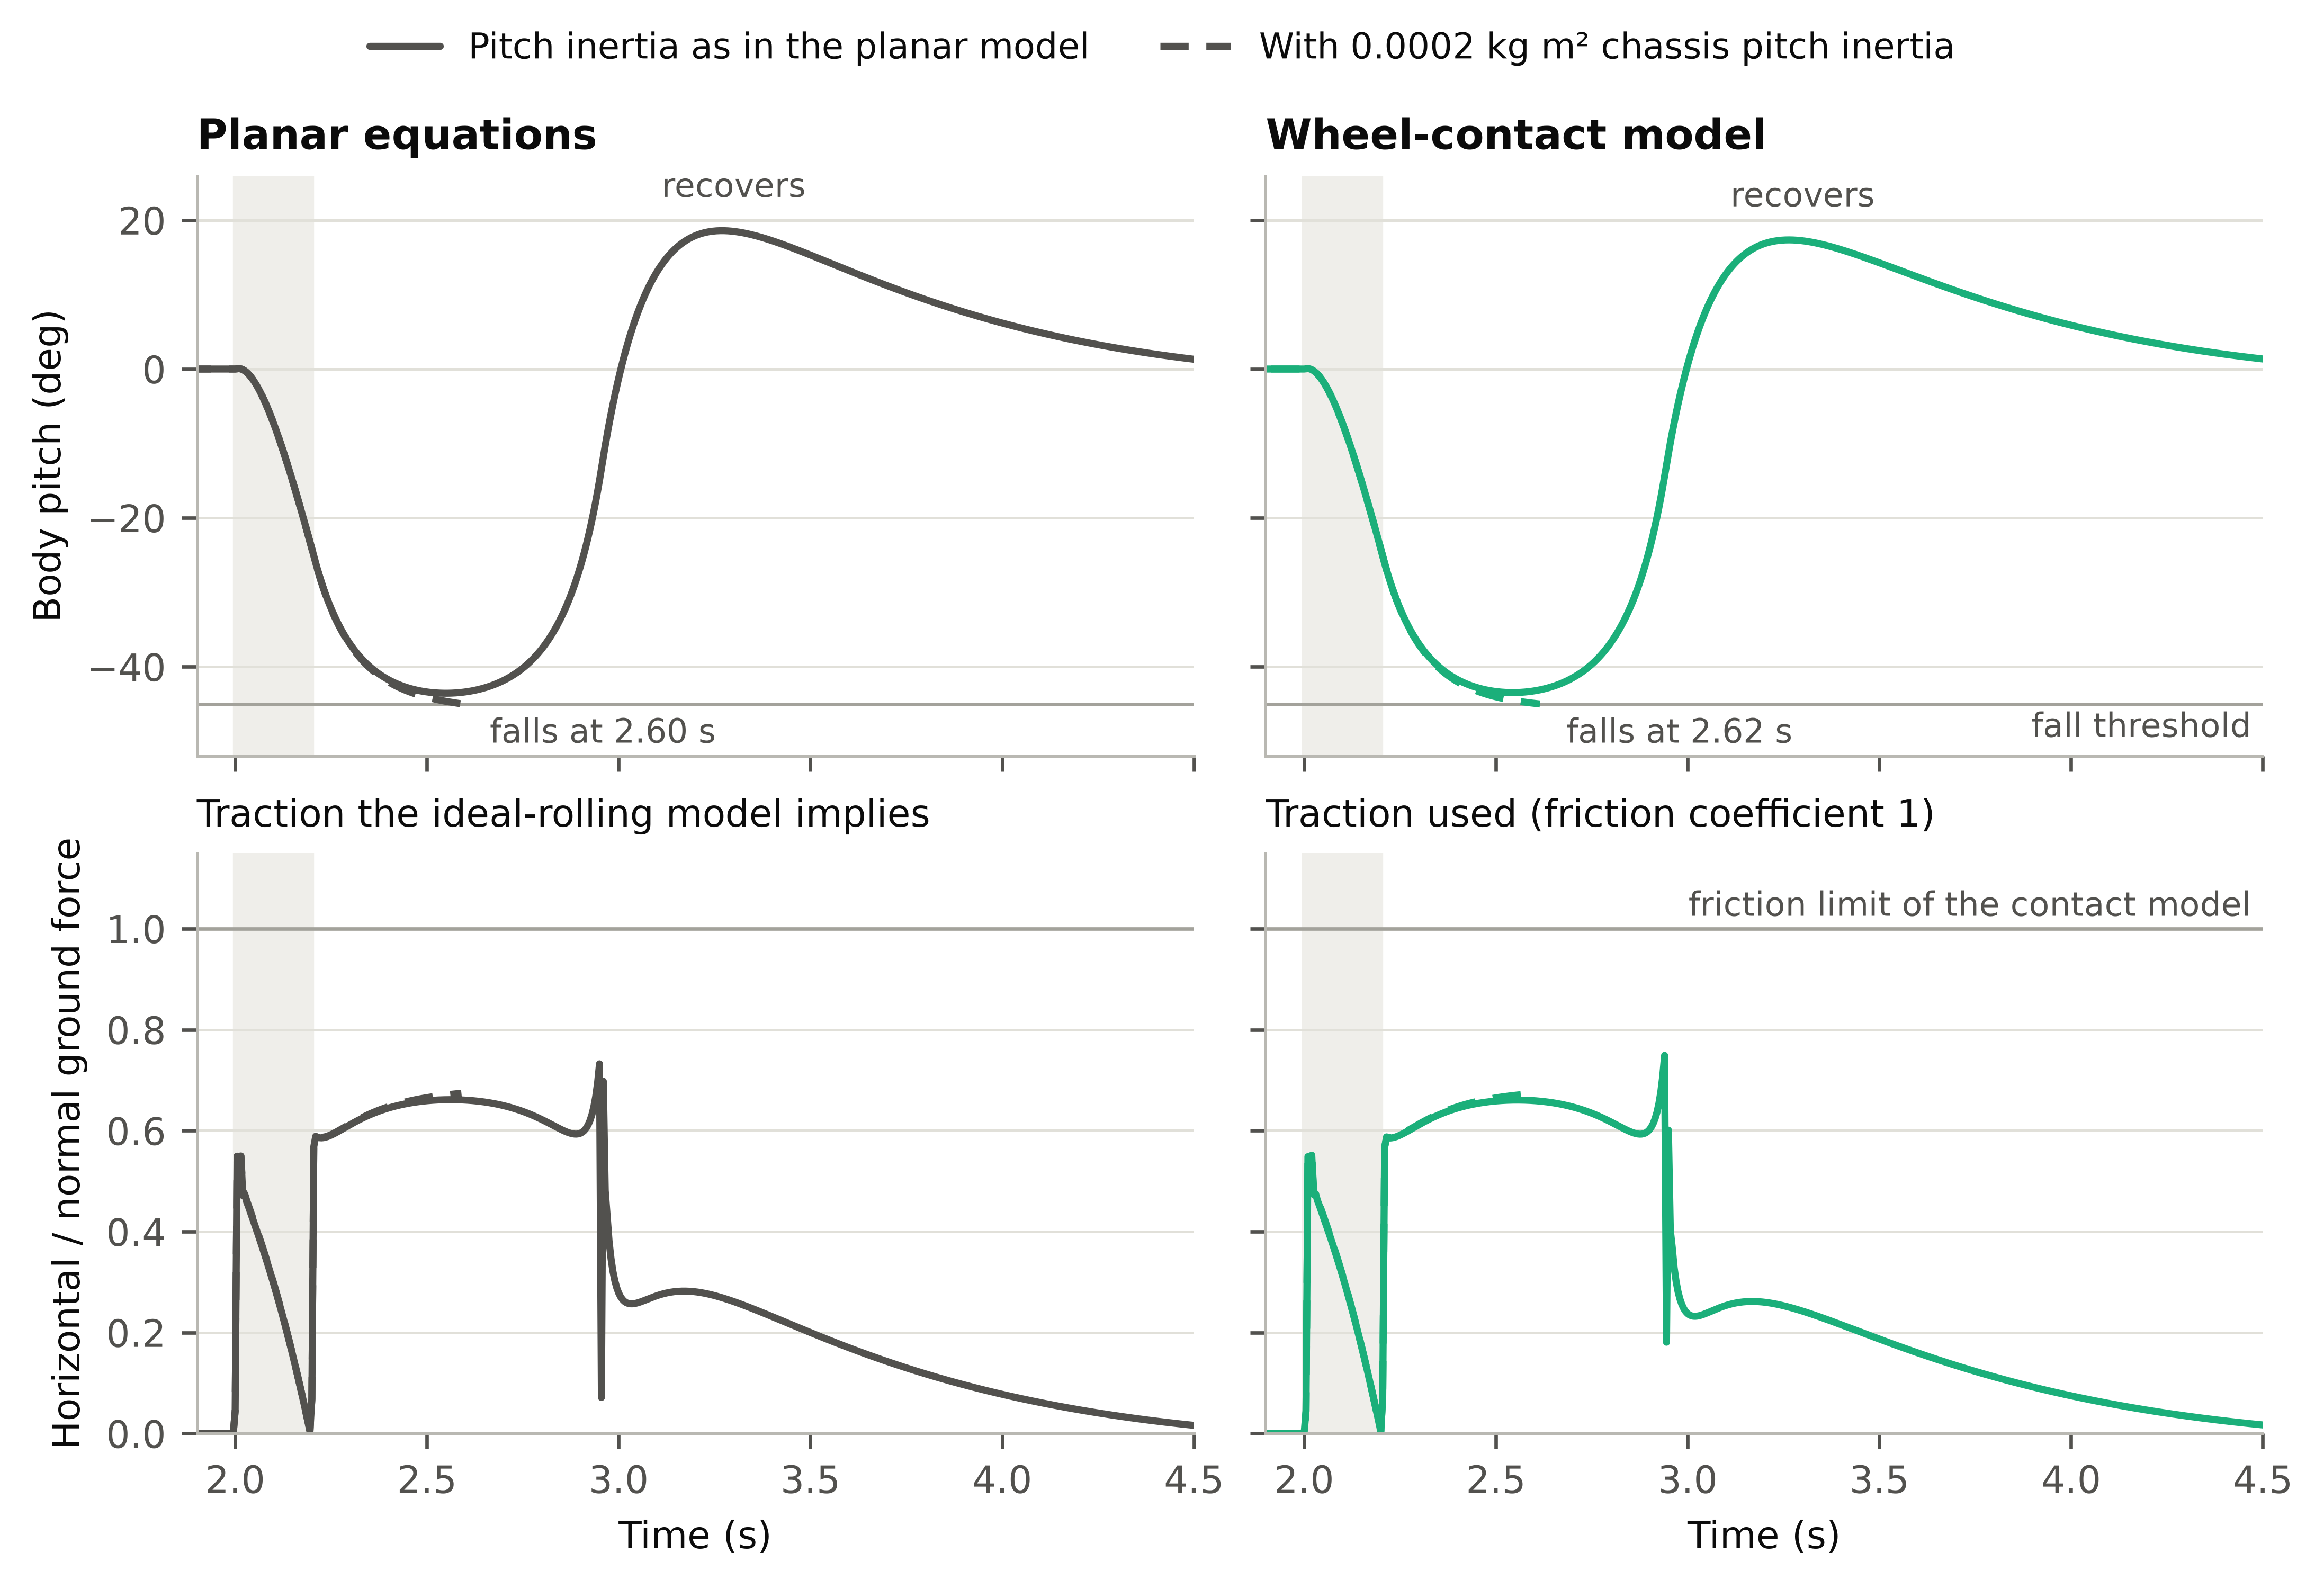 Pitch inertia as in the planar model
With 0.0002 kg m² chassis pitch inertia
Planar equations
Wheel-contact model
Body pitch (deg)
20
0
−20
−40
recovers
falls at 2.60 s
recovers
falls at 2.62 s
fall threshold
Traction the ideal-rolling model implies
Traction used (friction coefficient 1)
Horizontal / normal ground force
1.0
0.8
0.6
0.4
0.2
0.0
friction limit of the contact model
2.0 2.5 3.0 3.5 4.0 4.5
2.0 2.5 3.0 3.5 4.0 4.5
Time (s)
Time (s)